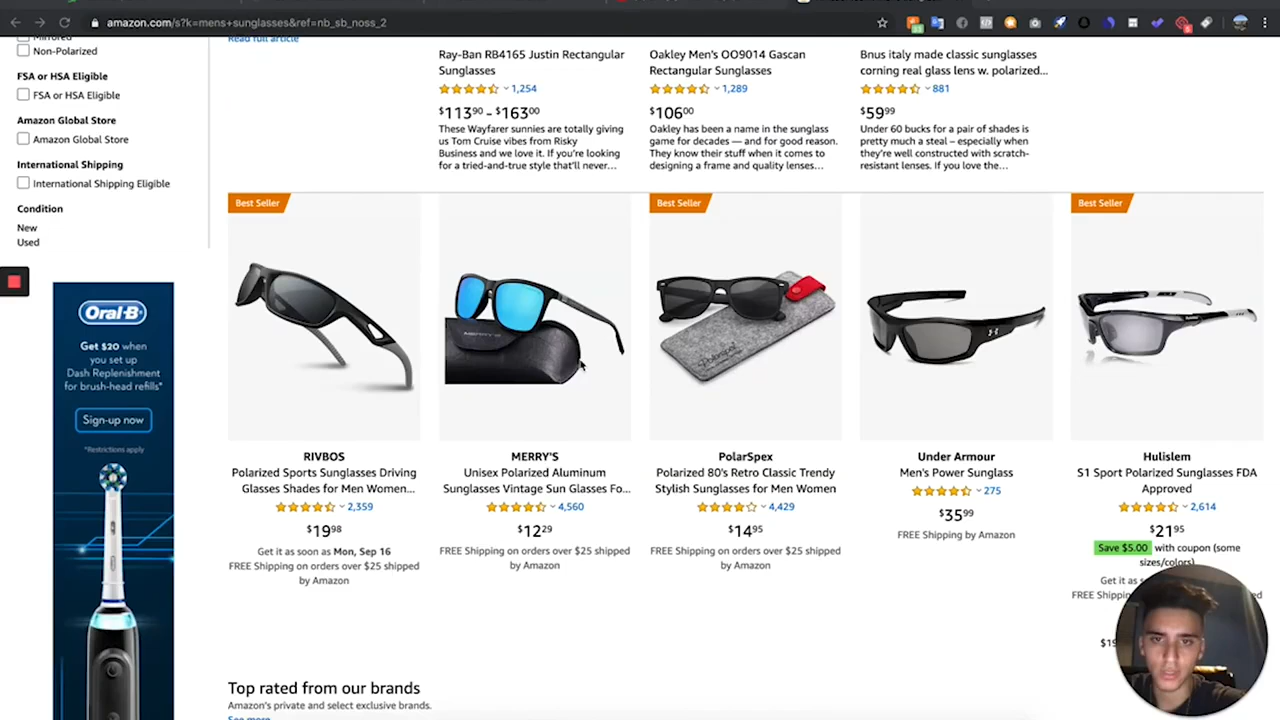 amazon.com/s?k=mens+sunglasses&ref=nb_sb_noss_2
Mirrored
Non-Polarized
FSA or HSA Eligible
FSA or HSA Eligible
Amazon Global Store
Amazon Global Store
International Shipping
International Shipping Eligible
Condition
New
Used
Oral-B
Get $20 when
you set up
Dash Replenishment
for brush-head refills*
Sign-up now
*Restrictions apply
Read full article
Ray-Ban RB4165 Justin Rectangular
Sunglasses
1,254
$113.90 - $163.00
These Wayfarer sunnies are totally giving
us Tom Cruise vibes from Risky
Business and we love it. If you're looking
for a tried-and-true style that'll never…
Oakley Men's OO9014 Gascan
Rectangular Sunglasses
1,289
$106.00
Oakley has been a name in the sunglass
game for decades — and for good reason.
They know their stuff when it comes to
designing a frame and quality lenses…
Bnus italy made classic sunglasses
corning real glass lens w. polarized…
881
$59.99
Under 60 bucks for a pair of shades is
pretty much a steal – especially when
they're well constructed with scratch-
resistant lenses. If you love the…
Best Seller
RIVBOS
Polarized Sports Sunglasses Driving
Glasses Shades for Men Women…
2,359
$19.98
Get it as soon as Mon, Sep 16
FREE Shipping on orders over $25 shipped
by Amazon
MERRY'S
MERRY'S
Unisex Polarized Aluminum
Sunglasses Vintage Sun Glasses Fo…
4,560
$12.29
FREE Shipping on orders over $25 shipped
by Amazon
Best Seller
Polarspex
PolarSpex
Polarized 80's Retro Classic Trendy
Stylish Sunglasses for Men Women
4,429
$14.95
FREE Shipping on orders over $25 shipped
by Amazon
Under Armour
Men's Power Sunglass
275
$35.99
FREE Shipping by Amazon
Best Seller
Hulislem
S1 Sport Polarized Sunglasses FDA
Approved
2,614
$21.95
Save $5.00 with coupon (some
sizes/colors)
Get it as
FREE Shipping
Top rated from our brands
Amazon's private and select exclusive brands.
See more